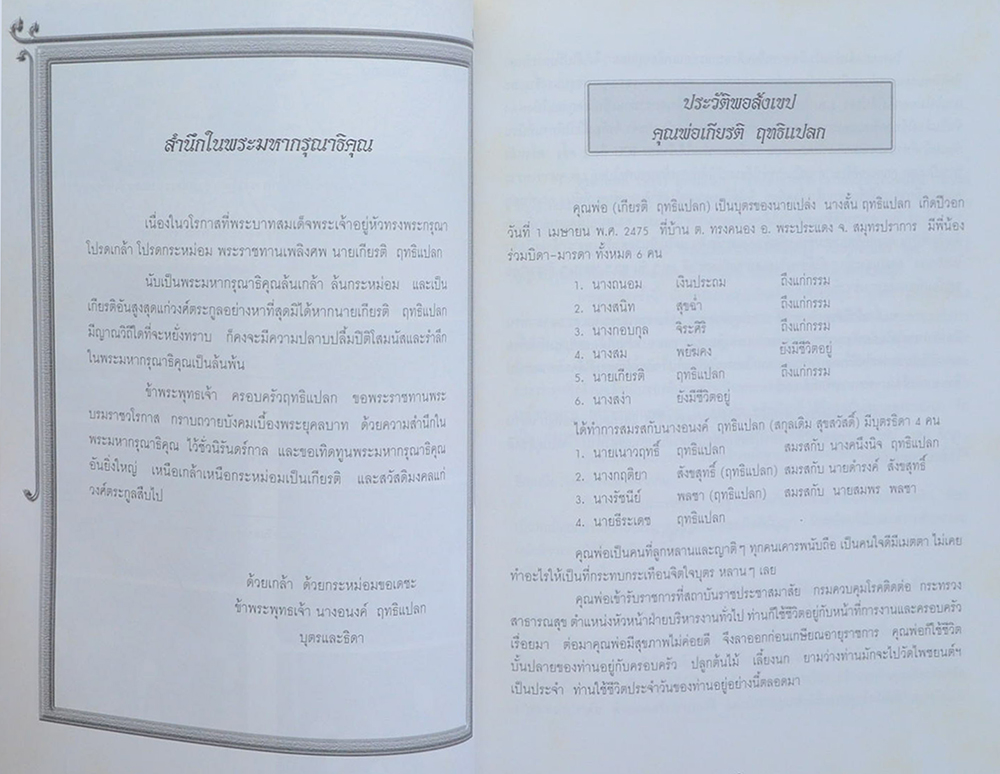 สำนึกในพระมหากรุณาธิคุณ
เนื่องในวโรกาสที่พระบาทสมเด็จพระเจ้าอยู่หัวทรงพระกรุณา
โปรดเกล้า โปรดกระหม่อม พระราชทานเพลิงศพ นายเกียรติ ฤทธิแปลก
นับเป็นพระมหากรุณาธิคุณล้นเกล้า ล้นกระหม่อม และเป็น
เกียรติอันสูงสุดแก่วงศ์ตระกูลอย่างหาที่สุดมิได้หากนายเกียรติ ฤทธิแปลก
มีญาณวิถีใดที่จะหยั่งทราบ ก็คงจะมีความปลาบปลื้มปิติโสมนัสและรำลึก
ในพระมหากรุณาธิคุณเป็นล้นพ้น
ข้าพระพุทธเจ้า ครอบครัวฤทธิแปลก ขอพระราชทานพระ
บรมราชวโรกาส กราบถวายบังคมเบื้องพระยุคลบาท ด้วยความสำนึกใน
พระมหากรุณาธิคุณ ไว้ชั่วนิรันดร์กาล และขอเทิดทูนพระมหากรุณาธิคุณ
อันยิ่งใหญ่ เหนือเกล้าเหนือกระหม่อมเป็นเกียรติ และสวัสดิมงคลแก่
วงศ์ตระกูลสืบไป
ด้วยเกล้า ด้วยกระหม่อมขอเดชะ
ข้าพระพุทธเจ้า นางอนงค์ ฤทธิแปลก
บุตรและธิดา
ประวัติพอสังเขป
คุณพ่อเกียรติ ฤทธิแปลก
คุณพ่อ (เกียรติ ฤทธิแปลก) เป็นบุตรของนายเปล่ง นางสั้น ฤทธิแปลก เกิดปีวอก
วันที่ 1 เมษายน พ.ศ. 2475 ที่บ้าน ต. ทรงคนอง อ. พระประแดง จ. สมุทรปราการ มีพี่น้อง
ร่วมบิดา-มารดา ทั้งหมด 6 คน
1. นางถนอม เงินประถม ถึงแก่กรรม
2. นางสนิท สุขฉ่ำ ถึงแก่กรรม
3. นางกอบกุล จิระศิริ ถึงแก่กรรม
4. นางสม พยัฆคง ยังมีชีวิตอยู่
5. นายเกียรติ ฤทธิแปลก ถึงแก่กรรม
6. นางสง่า ยังมีชีวิตอยู่
ได้ทำการสมรสกับนางอนงค์ ฤทธิแปลก (สกุลเดิม สุขสวัสดิ์) มีบุตรธิดา 4 คน
1. นายเนาวฤทธิ์ ฤทธิแปลก สมรสกับ นางคนึงนิจ ฤทธิแปลก
2. นางกฤติยา สังขสุทธิ์ (ฤทธิแปลก) สมรสกับ นายดำรงค์ สังขสุทธิ์
3. นางรัชนีย์ พลชา (ฤทธิแปลก) สมรสกับ นายสมพร พลชา
4. นายธีระเดช ฤทธิแปลก
คุณพ่อเป็นคนที่ลูกหลานและญาติๆ ทุกคนเคารพนับถือ เป็นคนใจดีมีเมตตา ไม่เคย
ทำอะไรให้เป็นที่กระทบกระเทือนจิตใจบุตร หลานๆ เลย
คุณพ่อเข้ารับราชการที่สถาบันราชประชาสมาสัย กรมควบคุมโรคติดต่อ กระทรวง
สาธารณสุข ตำแหน่งหัวหน้าฝ่ายบริหารงานทั่วไป ท่านก็ใช้ชีวิตอยู่กับหน้าที่การงานและครอบครัว
เรื่อยมา ต่อมาคุณพ่อมีสุขภาพไม่ค่อยดี จึงลาออกก่อนเกษียณอายุราชการ คุณพ่อก็ใช้ชีวิต
บั้นปลายของท่านอยู่กับครอบครัว ปลูกต้นไม้ เลี้ยงนก ยามว่างท่านมักจะไปวัดไพชยนต์ฯ
เป็นประจำ ท่านใช้ชีวิตประจำวันของท่านอยู่อย่างนี้ตลอดมา